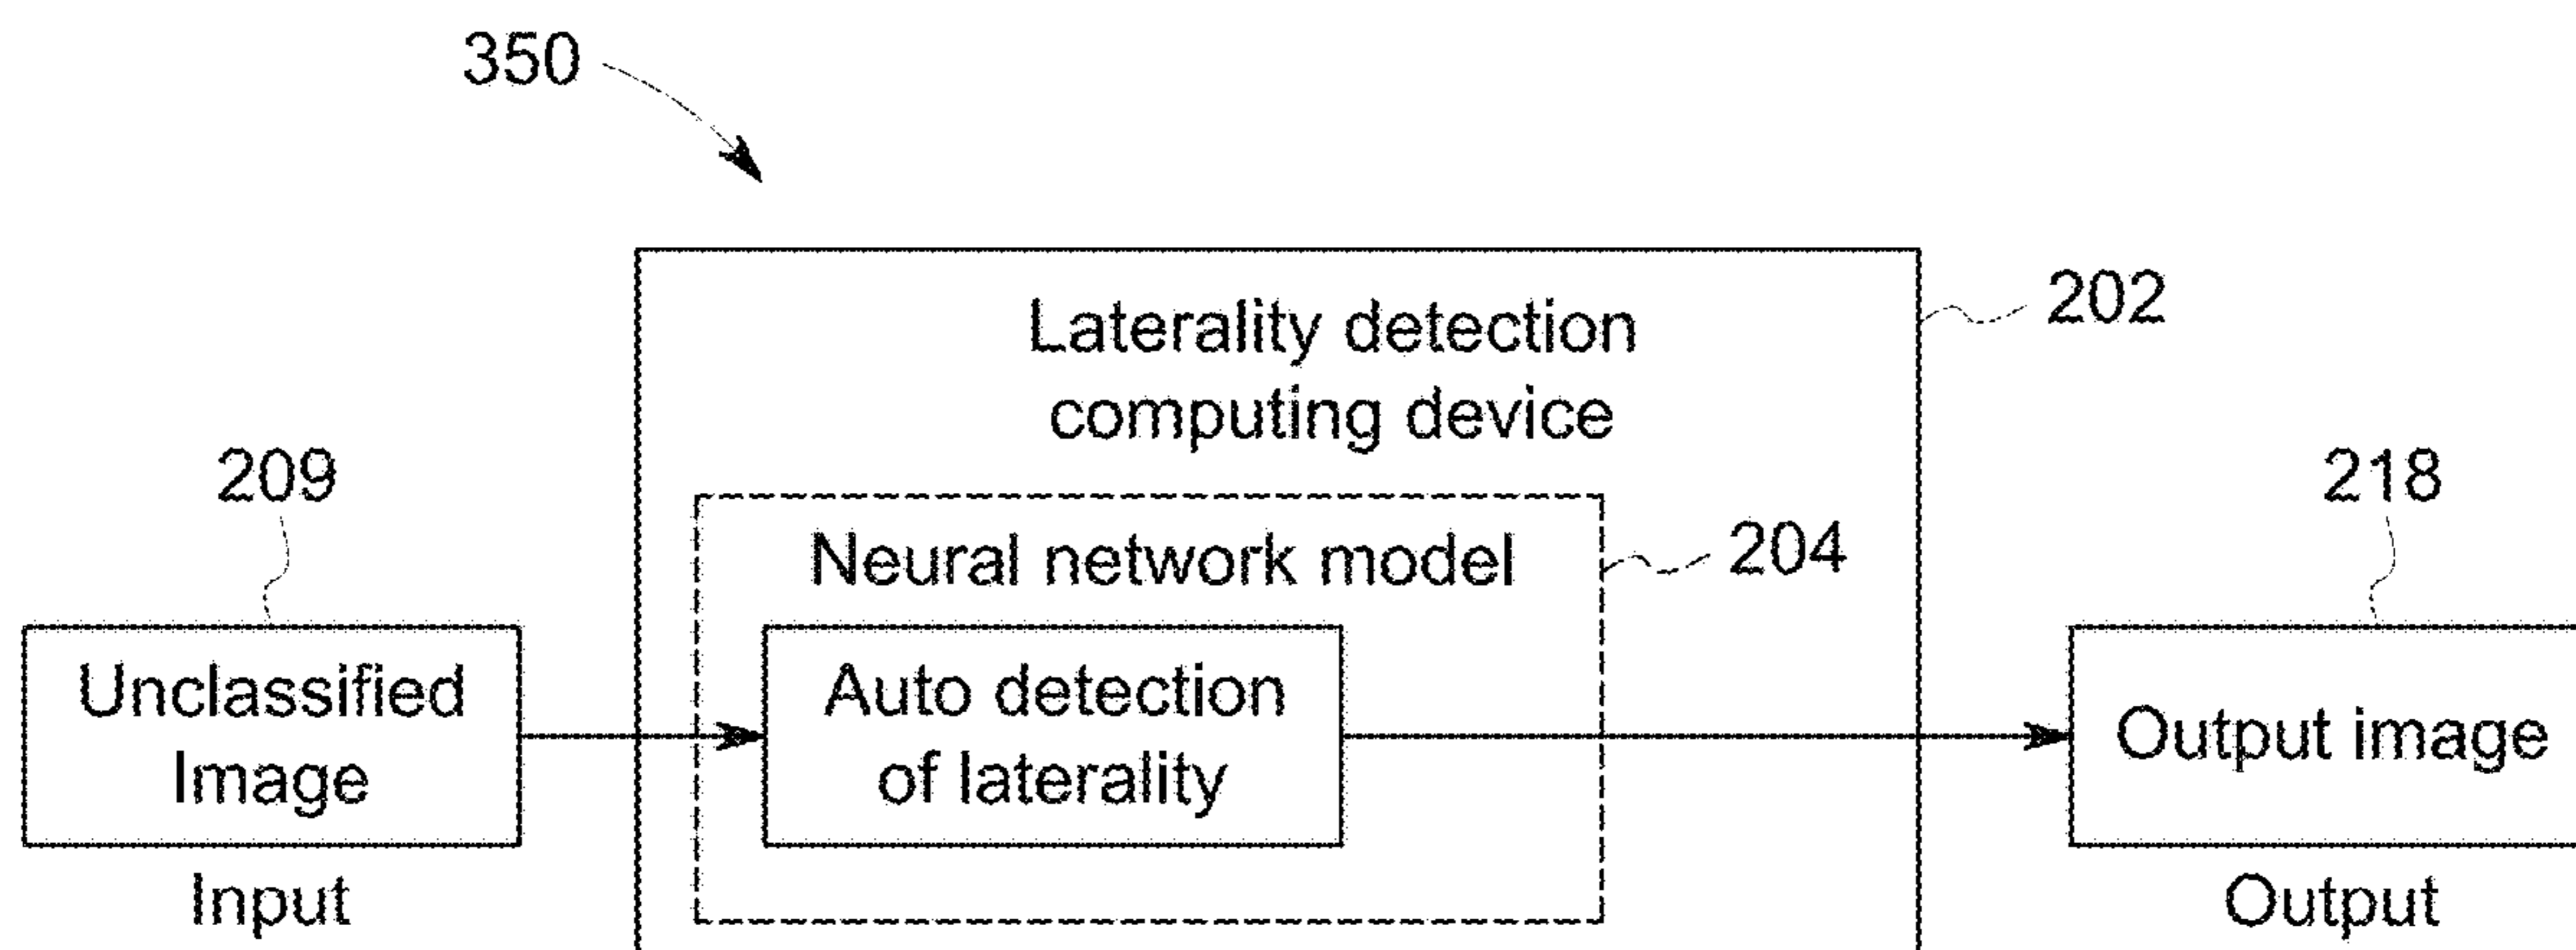 350
Laterality detection
computing device
202
209
218
Neural network model
204
Unclassified
Image
Auto detection
of laterality
Output image
Input
Output